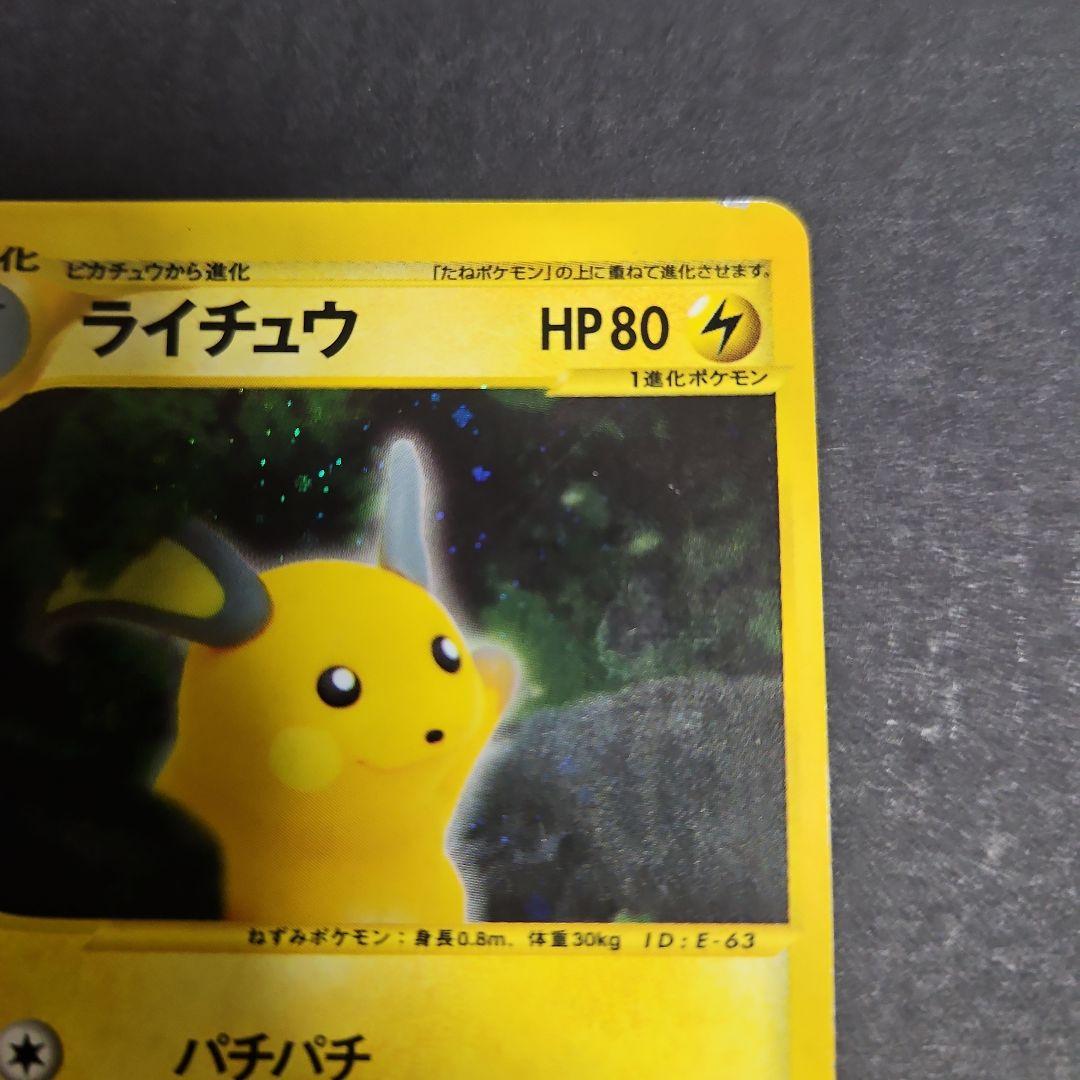 化 ピカチュウから進化 「たねポケモン」の上に重ねて進化させます。
ライチュウ HP80
1進化ポケモン
ねずみポケモン：身長0.8m、体重30kg ID：E-63
パチパチ